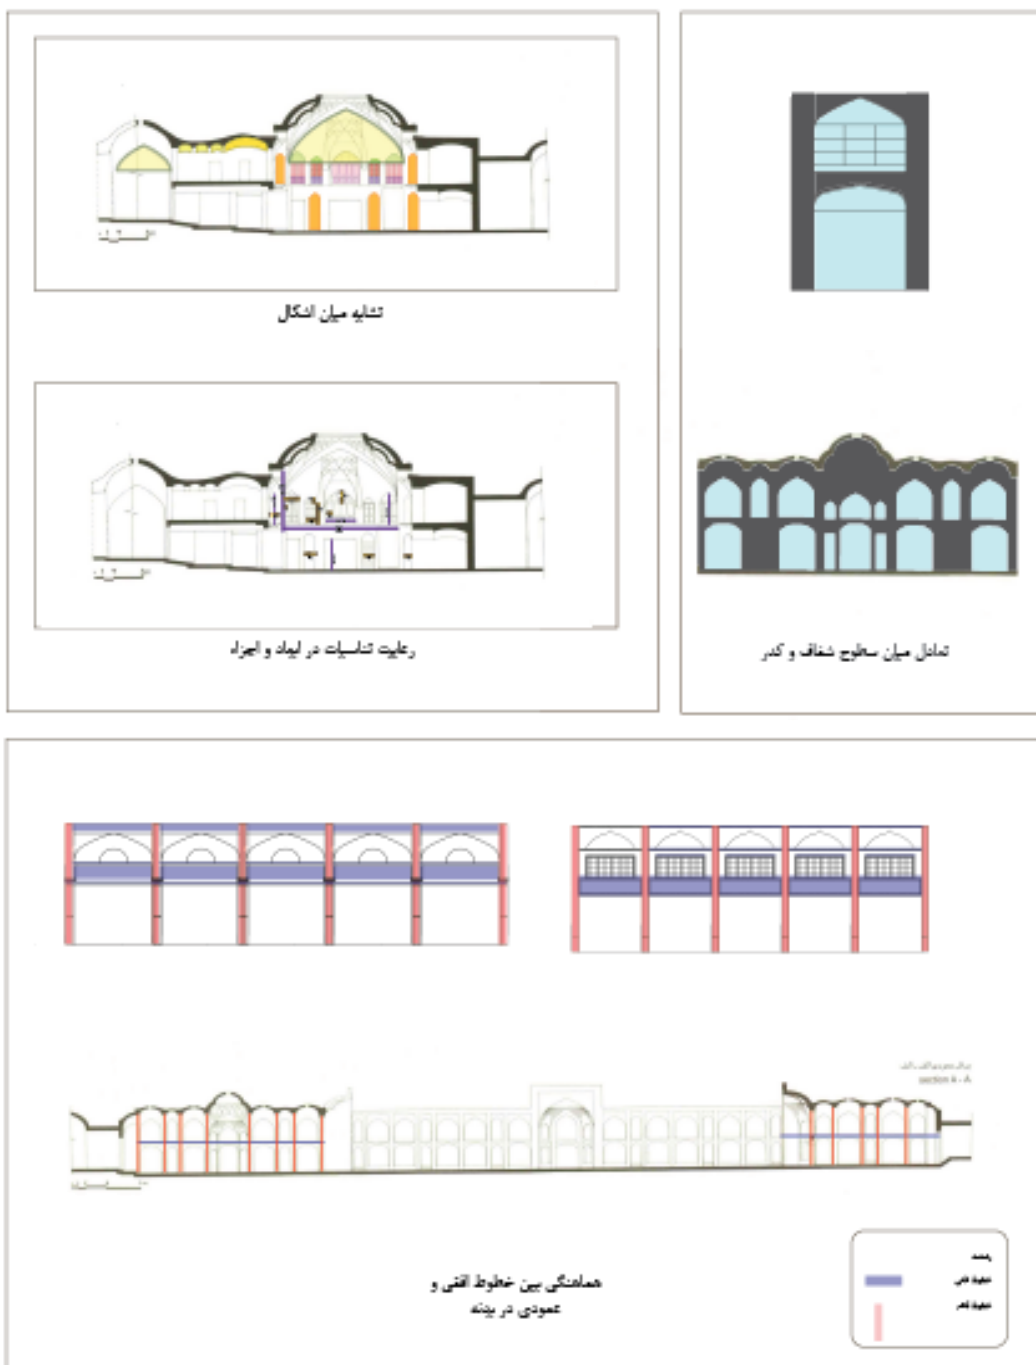 تشابه میان اشکال
رعایت تناسبات در ابعاد و اجزاء
تعادل میان سطوح شفاف و کدر
section A - A
هماهنگی بین خطوط افقی و
عمودی در بدنه